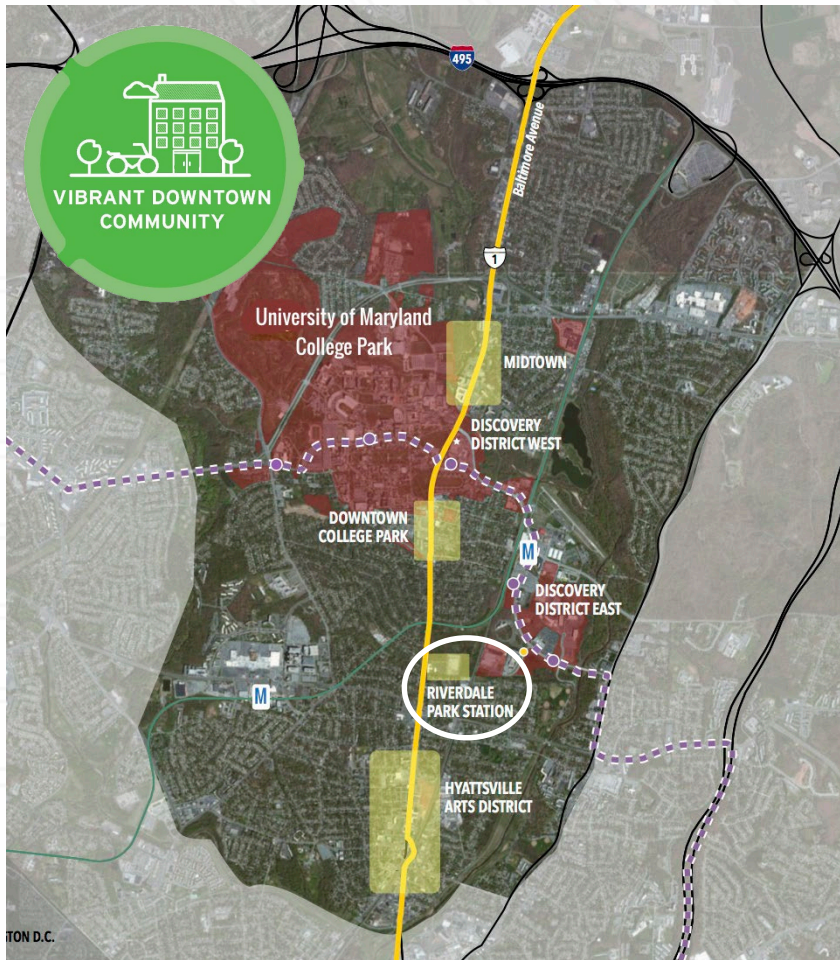 VIBRANT DOWNTOWN
COMMUNITY
495
Baltimore Avenue
1
University of Maryland
College Park
MIDTOWN
DISCOVERY
DISTRICT WEST
DOWNTOWN
COLLEGE PARK
M
DISCOVERY
DISTRICT EAST
M
RIVERDALE
PARK STATION
HYATTSVILLE
ARTS DISTRICT
TON D.C.